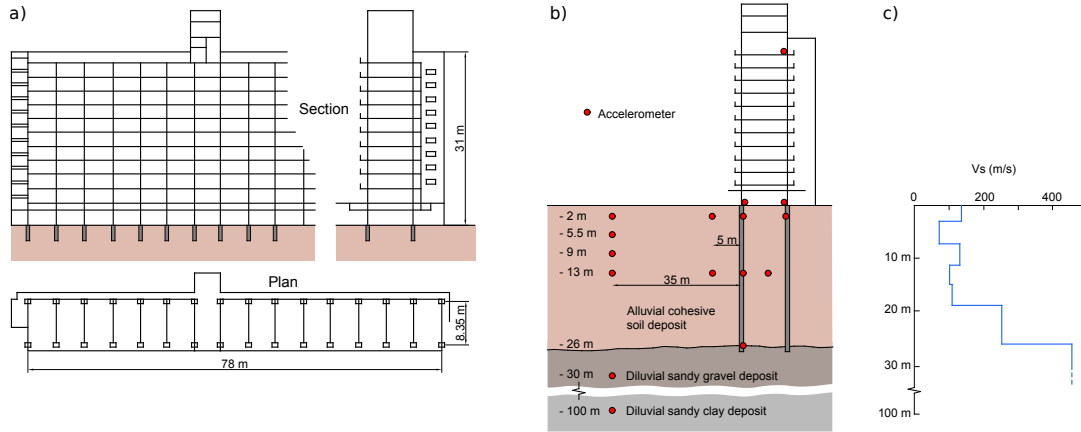 a)
Section
31 m
Plan
8.35 m
78 m
b)
Accelerometer
- 2 m
- 5.5 m
- 9 m
- 13 m
5 m
35 m
Alluvial cohesive
soil deposit
- 26 m
- 30 m
Diluvial sandy gravel deposit
- 100 m
Diluvial sandy clay deposit
c)
Vs (m/s)
0
200
400
10 m
20 m
30 m
100 m